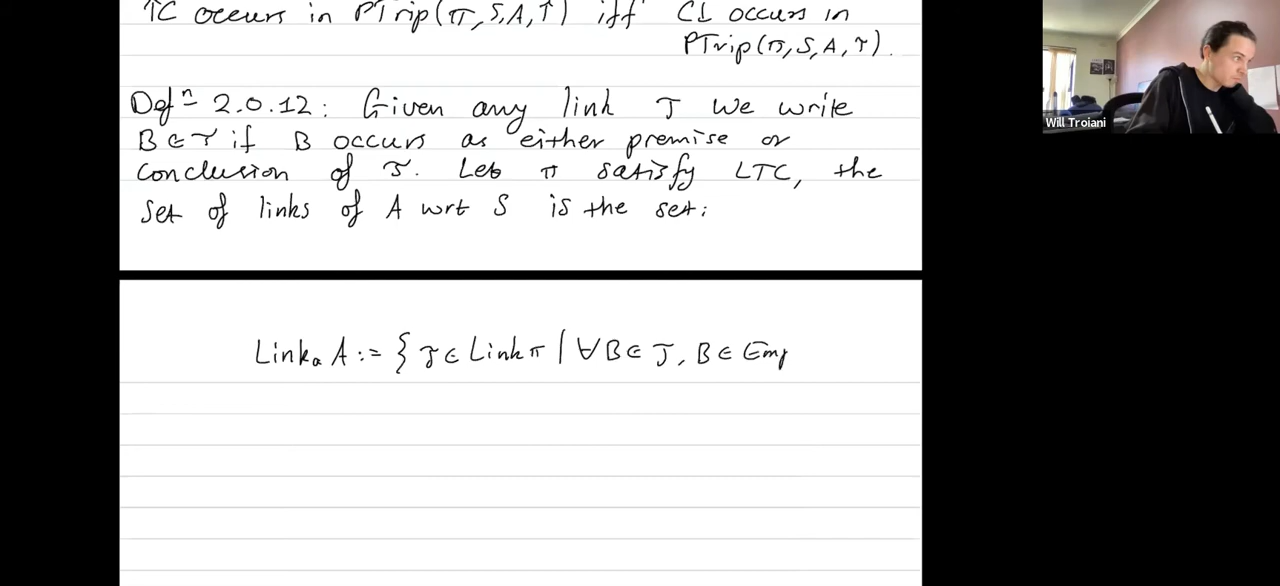 TC occurs in PTrip(π, S, A, ↑) iff C↓ occurs in
PTrip(π, S, A, ↑).
Defⁿ 2.0.12: Given any link τ we write
B ∈ τ if B occurs as either premise or
conclusion of τ. Let π satisfy LTC, the
set of links of A wrt S is the set:
Link A := { τ ∈ Link π | ∀B ∈ τ, B ∈ Emp
Will Troiani